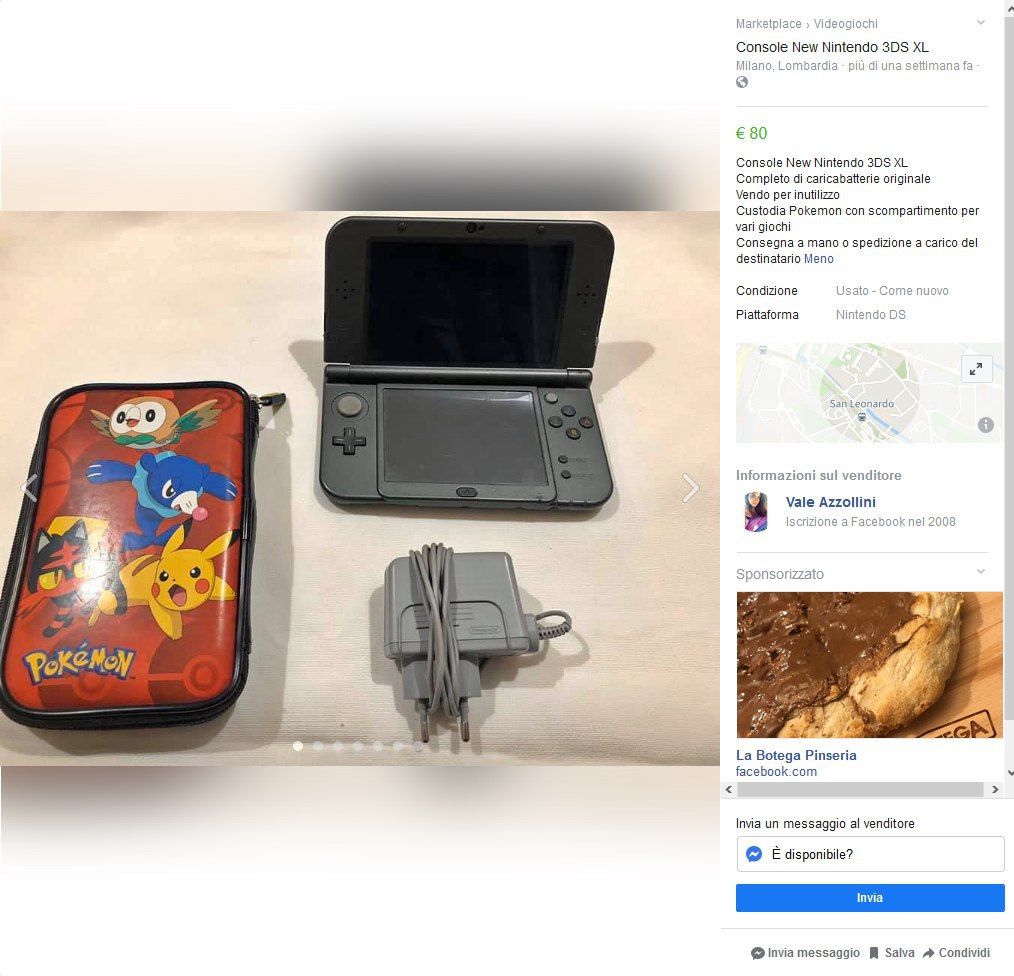 Marketplace › Videogiochi
Console New Nintendo 3DS XL
Milano, Lombardia · più di una settimana fa ·
€ 80
Console New Nintendo 3DS XL
Completo di caricabatterie originale
Vendo per inutilizzo
Custodia Pokemon con scompartimento per
vari giochi
Consegna a mano o spedizione a carico del
destinatario Meno
Condizione Usato - Come nuovo
Piattaforma Nintendo DS
San Leonardo
Informazioni sul venditore
Vale Azzollini
Iscrizione a Facebook nel 2008
Sponsorizzato
La Botega Pinseria
facebook.com
Invia un messaggio al venditore
È disponibile?
Invia
Invia messaggio Salva Condividi
POKéMON